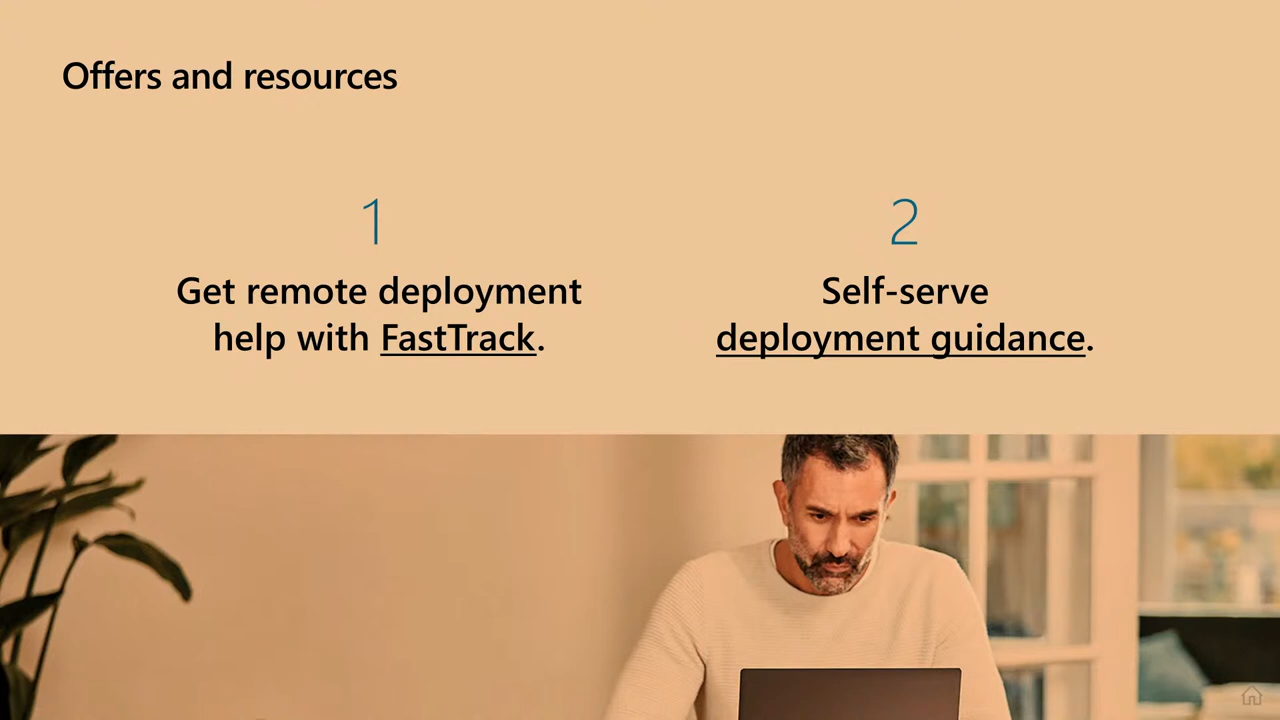 Offers and resources
1
Get remote deployment
help with FastTrack.
2
Self-serve
deployment guidance.